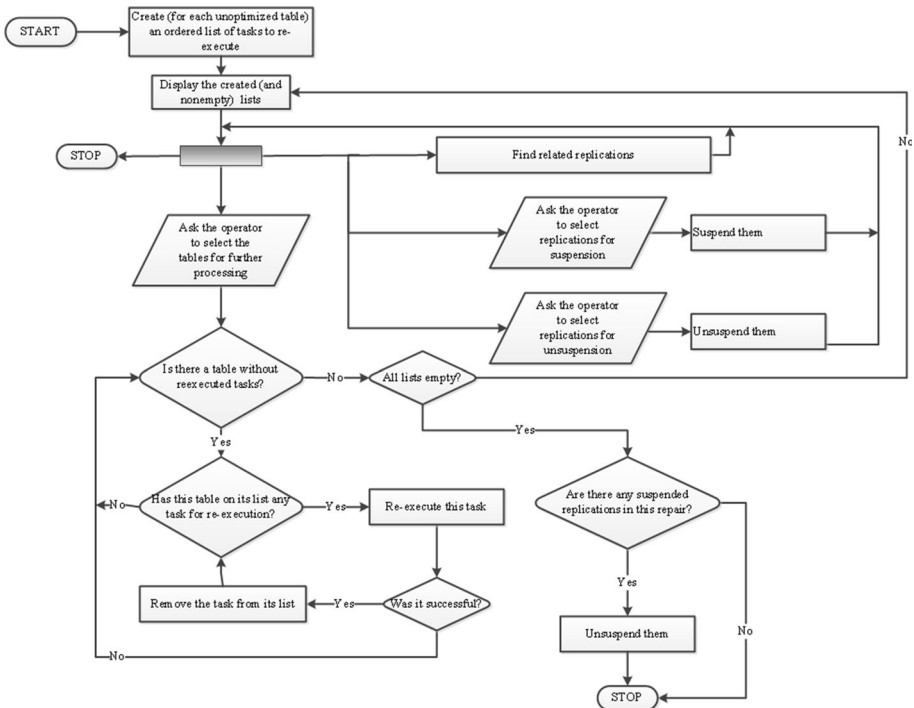 START
Create (for each unoptimized table)
an ordered list of tasks to re-
execute
Display the created (and
nonempty) lists
No
STOP
Find related replications
Ask the operator
to select the
tables for further
processing
Ask the operator
to select
replications for
suspension
Suspend them
Ask the operator
to select
replications for
unsuspension
Unsuspend them
Is there a table without
reexecuted tasks?
No
All lists empty?
Yes
Yes
Has this table on its list any
task for re-execution?
No
Yes
Re-execute this task
Are there any suspended
replications in this repair?
Yes
No
Remove the task from its list
Yes
Was it successful?
No
Unsuspend them
STOP